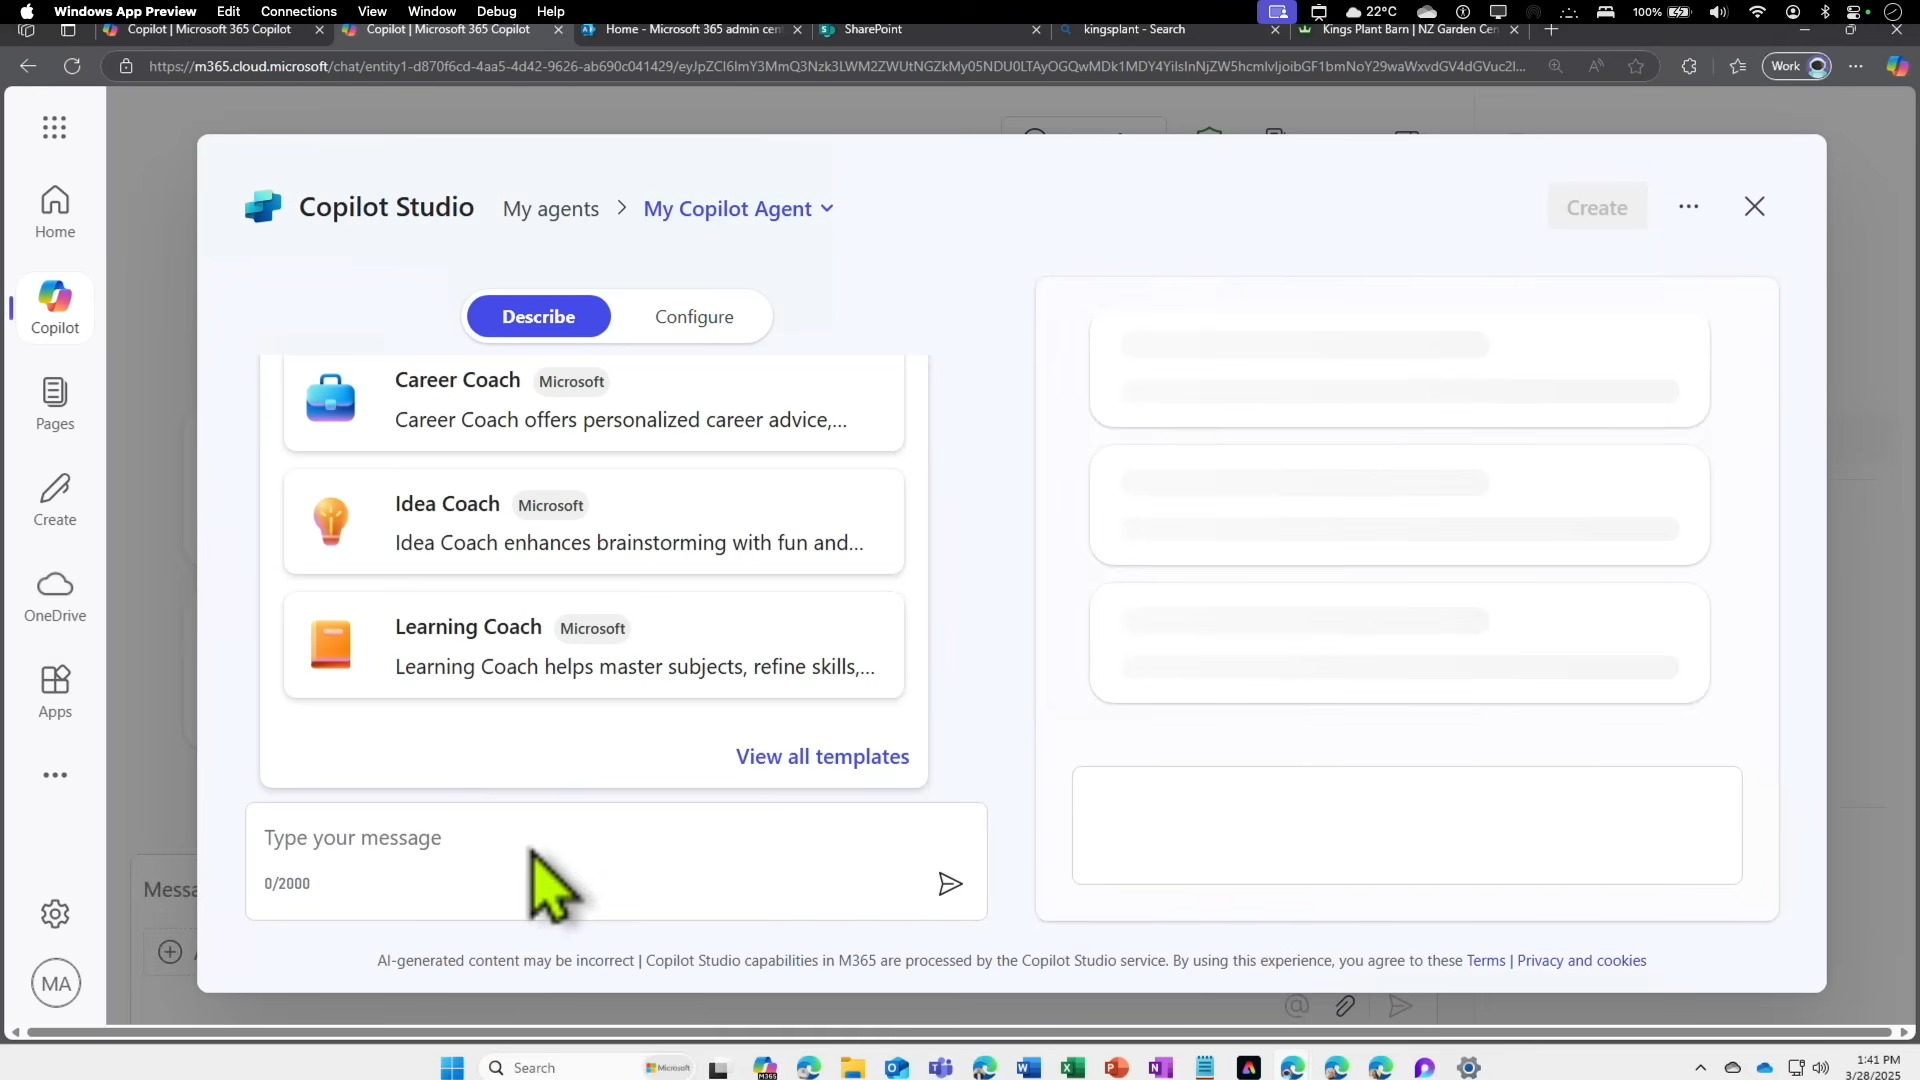 Windows App Preview Edit Connections View Window Debug Help 22°C 100%
Copilot | Microsoft 365 Copilot Copilot | Microsoft 365 Copilot Home - Microsoft 365 admin cen SharePoint kingsplant - Search Kings Plant Barn | NZ Garden Cen
Work
Home
Copilot
Pages
Create
OneDrive
Apps
MA
Copilot Studio My agents > My Copilot Agent
Create
Describe Configure
Career Coach Microsoft
Career Coach offers personalized career advice,...
Idea Coach Microsoft
Idea Coach enhances brainstorming with fun and...
Learning Coach Microsoft
Learning Coach helps master subjects, refine skills,...
View all templates
Type your message
0/2000
Messa
AI-generated content may be incorrect | Copilot Studio capabilities in M365 are processed by the Copilot Studio service. By using this experience, you agree to these Terms | Privacy and cookies
Search Microsoft M365
1:41 PM
3/28/2025